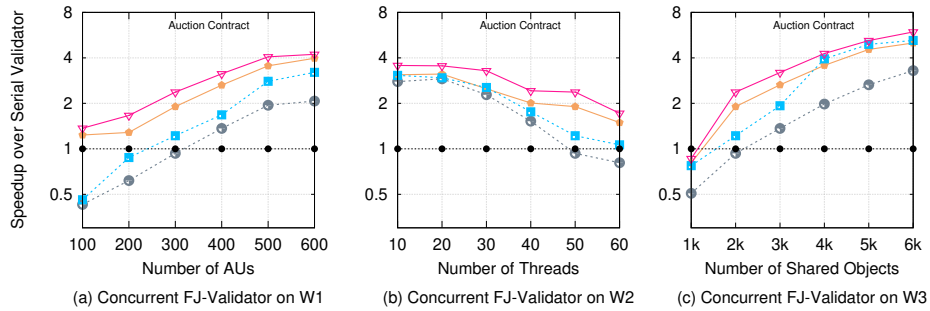 Speedup over Serial Validator
8
4
2
1
0.5
Auction Contract
100 200 300 400 500 600
Number of AUs
(a) Concurrent FJ-Validator on W1
8
4
2
1
0.5
Auction Contract
10 20 30 40 50 60
Number of Threads
(b) Concurrent FJ-Validator on W2
8
4
2
1
0.5
Auction Contract
1k 2k 3k 4k 5k 6k
Number of Shared Objects
(c) Concurrent FJ-Validator on W3